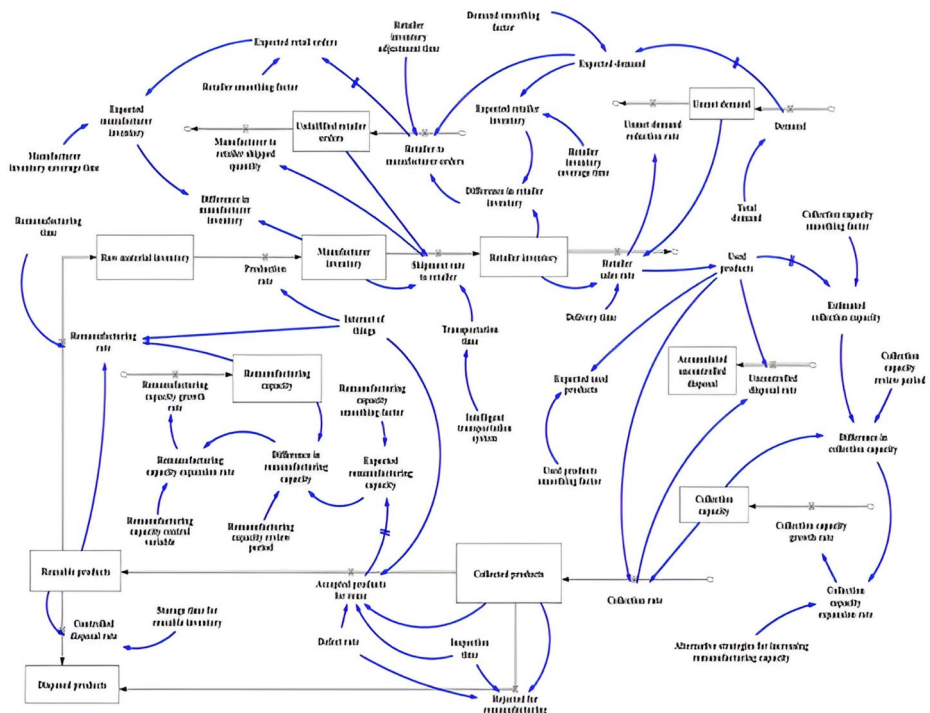 Demand smoothing
factor
Retailer
inventory
adjustment time
Expected retail orders
Expected demand
Retailer smoothing factor
Expected
manufacturer
inventory
Unfulfilled retailer
orders
Expected retailer
inventory
Unmet demand
Unmet demand
reduction rate
Demand
Manufacturer to
retailer shipped
quantity
Retailer to
manufacturer orders
Retailer
inventory
coverage time
Manufacturer
inventory coverage time
Difference in
manufacturer
inventory
Difference in retailer
inventory
Total
demand
Collection capacity
smoothing factor
Remanufacturing
time
Raw material inventory
Production
rate
Manufacturer
inventory
Shipment rate
to retailer
Retailer inventory
Retailer
sales rate
Used
products
Delivery time
Estimated
collection capacity
Internet of
things
Transportation
time
Remanufacturing
rate
Accumulated
uncontrolled
disposal
Uncontrolled
disposal rate
Collection
capacity
review period
Remanufacturing
capacity growth
rate
Remanufacturing
capacity
Remanufacturing
capacity
smoothing factor
Expected used
products
Intelligent
transportation
system
Difference in
collection capacity
Remanufacturing
capacity expansion rate
Difference in
remanufacturing
capacity
Expected
remanufacturing
capacity
Used products
smoothing factor
Collection
capacity
Collection capacity
growth rate
Remanufacturing
capacity control
variable
Remanufacturing
capacity review
period
Reusable products
Accepted products
for reuse
Collected products
Collection rate
Collection
capacity
expansion rate
Controlled
disposal rate
Storage time for
reusable inventory
Defect rate
Inspection
time
Alternative strategies for increasing
remanufacturing capacity
Disposed products
Rejected for
remanufacturing